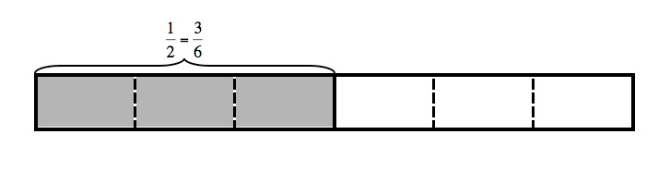 1/2 = 3/6